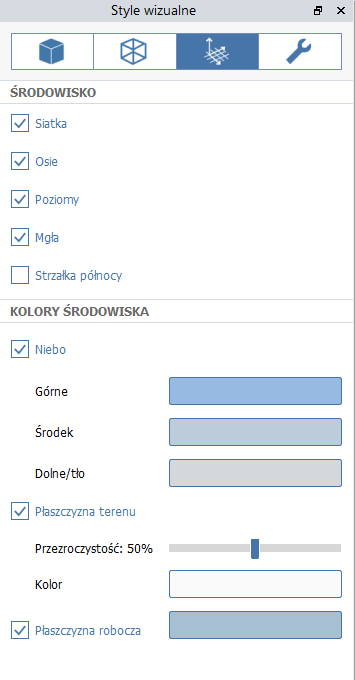 Style wizualne
ŚRODOWISKO
Siatka
Osie
Poziomy
Mgła
Strzałka północy
KOLORY ŚRODOWISKA
Niebo
Górne
Środek
Dolne/tło
Płaszczyzna terenu
Przezroczystość: 50%
Kolor
Płaszczyzna robocza